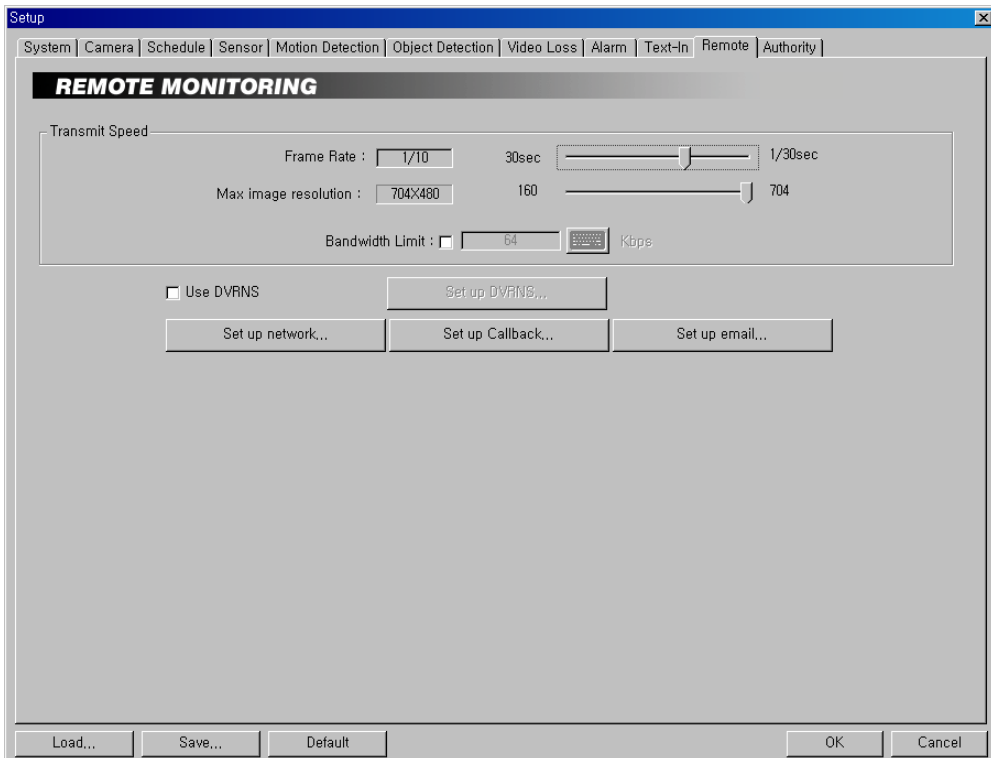 Setup
System Camera Schedule Sensor Motion Detection Object Detection Video Loss Alarm Text-In Remote Authority
REMOTE MONITORING
Transmit Speed
Frame Rate : 1/10 30sec 1/30sec
Max image resolution : 704X480 160 704
Bandwidth Limit : 64 Kbps
Use DVRNS Set up DVRNS...
Set up network... Set up Callback... Set up email...
Load... Save... Default OK Cancel